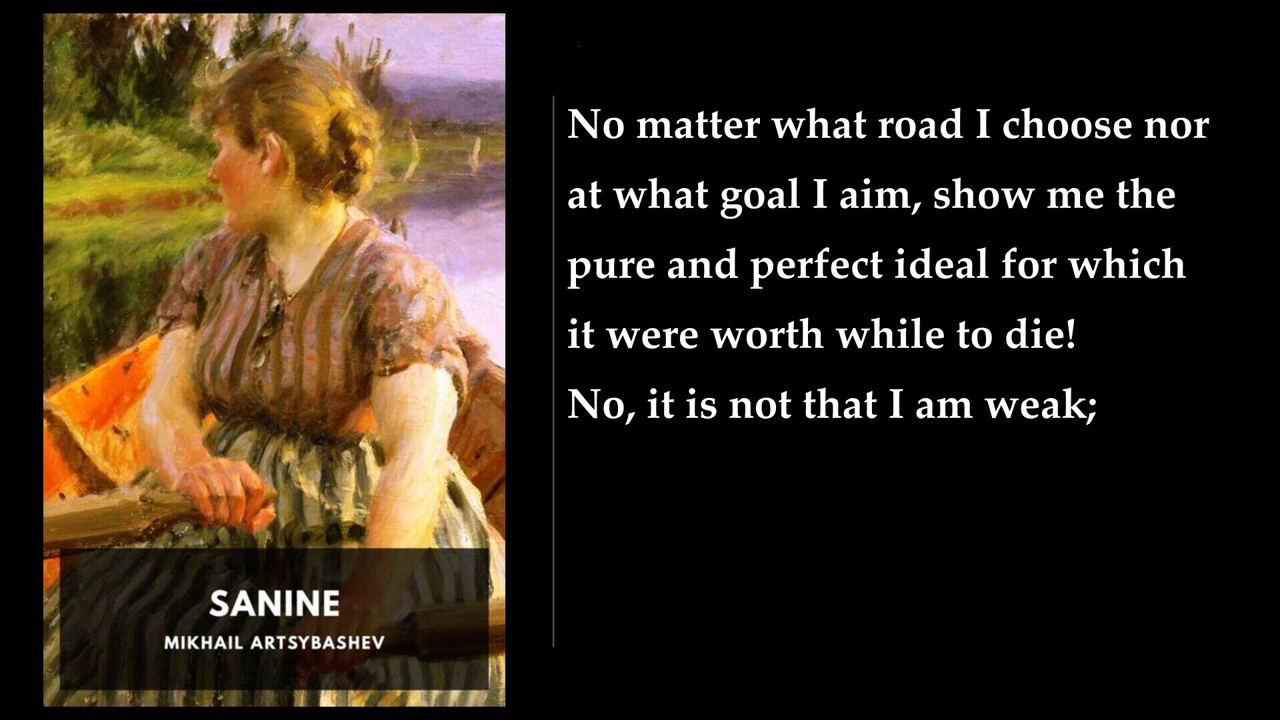 SANINE
MIKHAIL ARTSYBASHEV
No matter what road I choose nor
at what goal I aim, show me the
pure and perfect ideal for which
it were worth while to die!
No, it is not that I am weak;